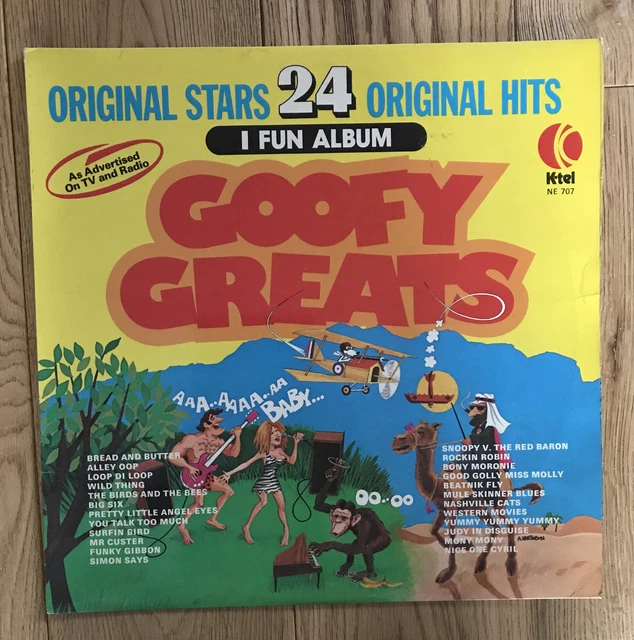 ORIGINAL STARS 24 ORIGINAL HITS
I FUN ALBUM
As Advertised
On TV and Radio
K-tel
NE 707
GOOFY
GREATS
AAA..AAAA..AA
BABY...
OO..OO
BREAD AND BUTTER
ALLEY OOP
LOOP DI LOOP
WILD THING
THE BIRDS AND THE BEES
BIG SIX
PRETTY LITTLE ANGEL EYES
YOU TALK TOO MUCH
SURFIN BIRD
MR CUSTER
FUNKY GIBBON
SIMON SAYS
SNOOPY V. THE RED BARON
ROCKIN ROBIN
BONY MORONIE
GOOD GOLLY MISS MOLLY
BEATNIK FLY
MULE SKINNER BLUES
NASHVILLE CATS
WESTERN MOVIES
YUMMY YUMMY YUMMY
JUDY IN DISGUISE
MONY MONY
NICE ONE CYRIL